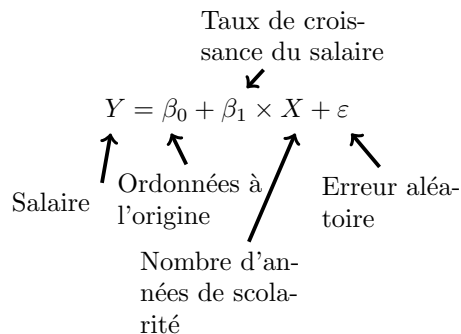 Taux de crois-
sance du salaire
Y = β₀ + β₁ × X + ε
Salaire
Ordonnées à
l'origine
Nombre d'an-
nées de scola-
rité
Erreur aléa-
toire